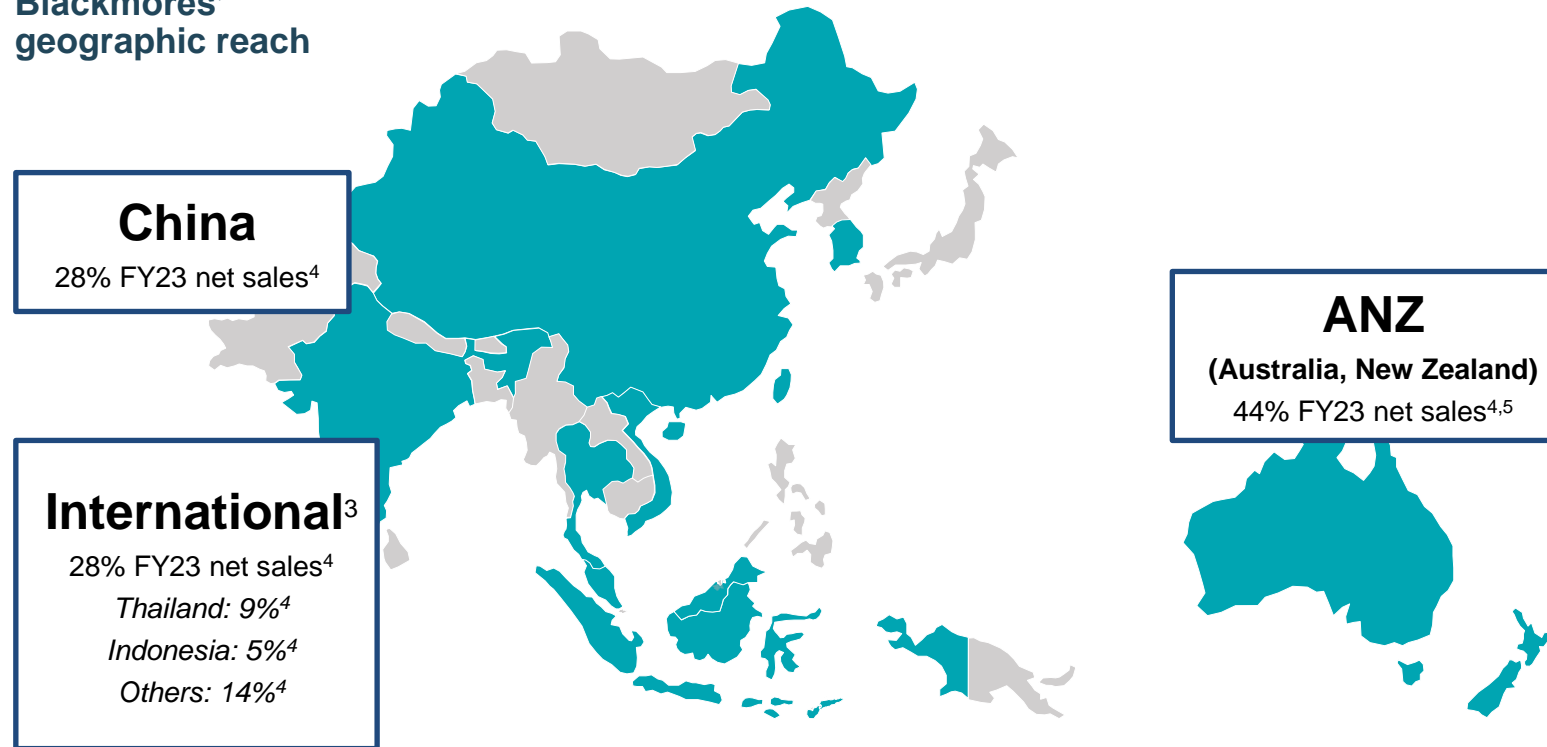 Blackmores'
geographic reach
China
28% FY23 net sales4
International3
28% FY23 net sales4
Thailand: 9%4
Indonesia: 5%4
Others: 14%4
ANZ
(Australia, New Zealand)
44% FY23 net sales4,5